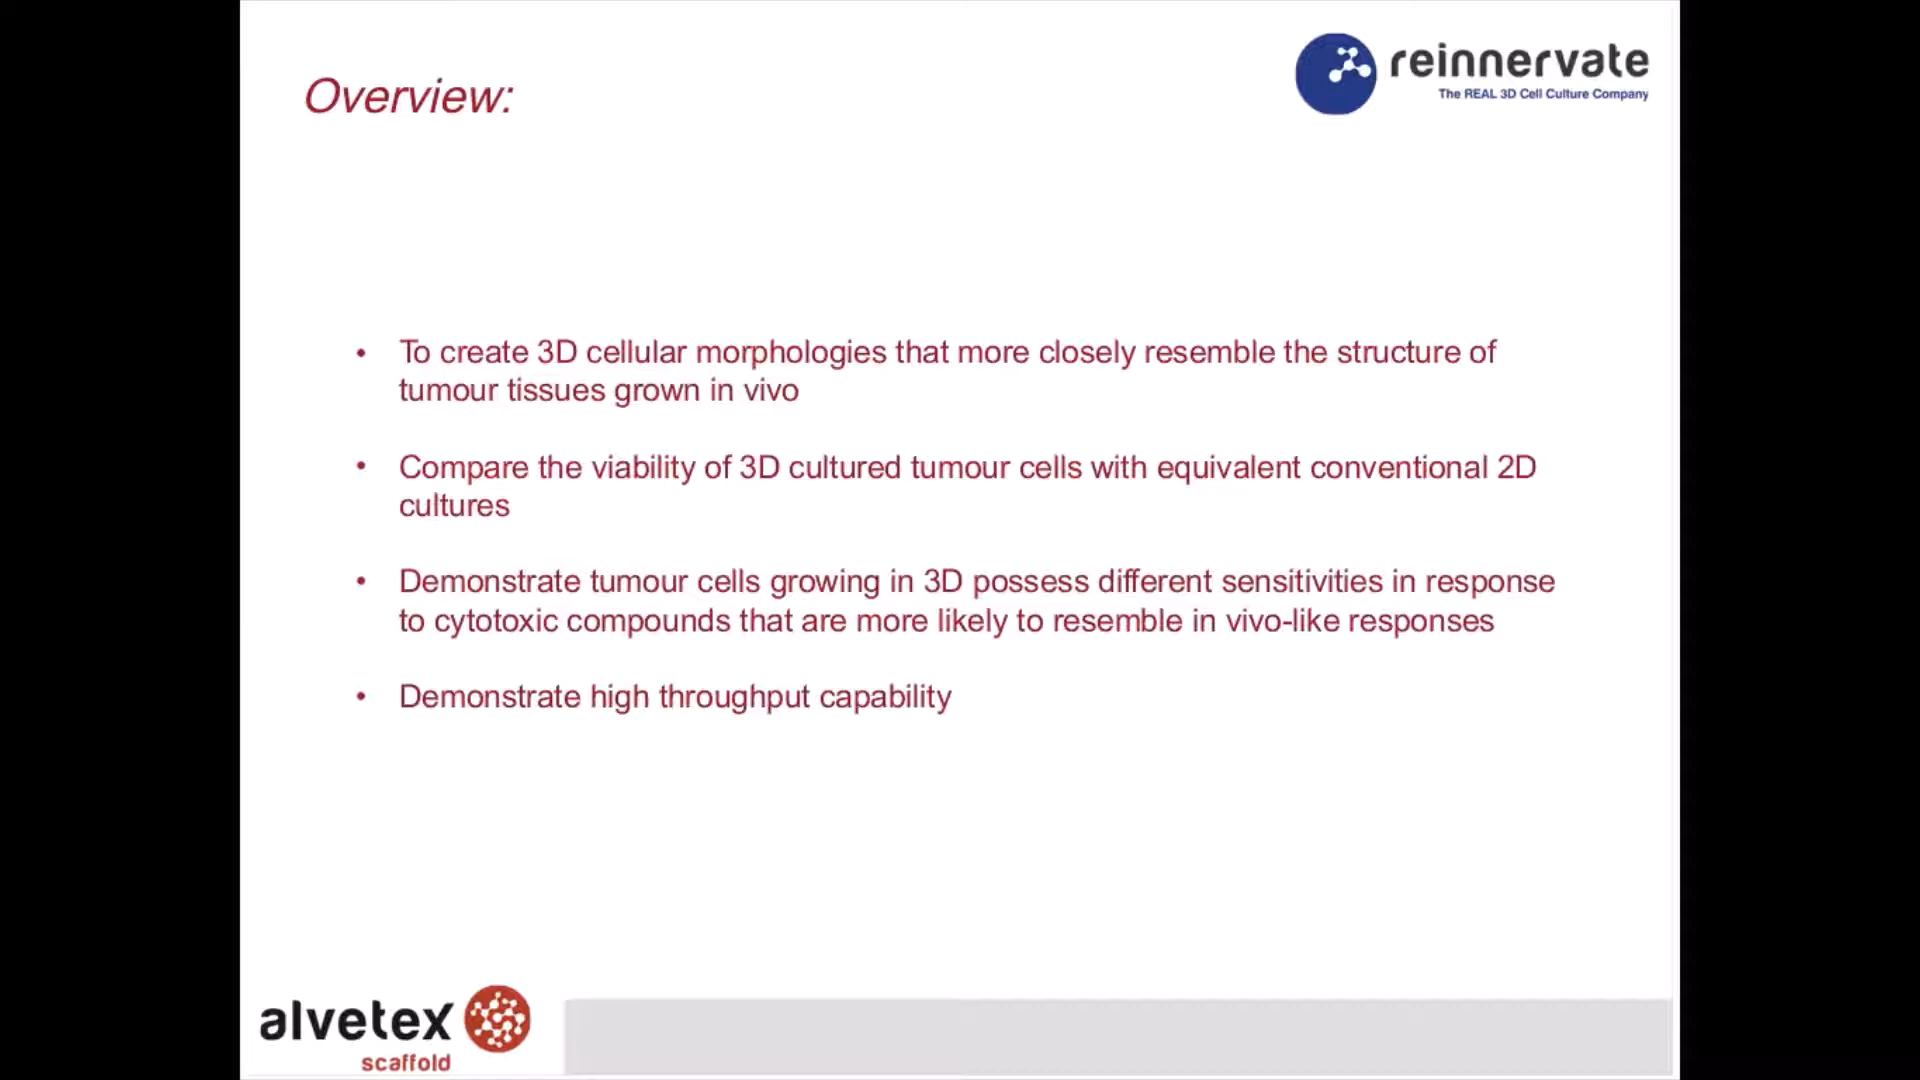 Overview:
reinnervate
The REAL 3D Cell Culture Company
• To create 3D cellular morphologies that more closely resemble the structure of
tumour tissues grown in vivo
• Compare the viability of 3D cultured tumour cells with equivalent conventional 2D
cultures
• Demonstrate tumour cells growing in 3D possess different sensitivities in response
to cytotoxic compounds that are more likely to resemble in vivo-like responses
• Demonstrate high throughput capability
alvetex
scaffold